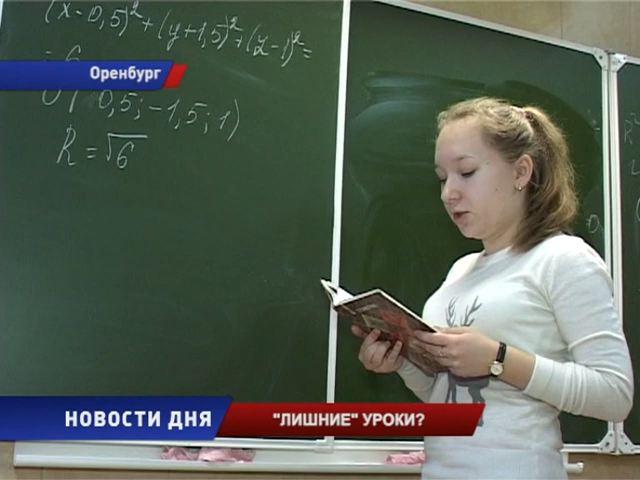 (x-0,5)²+(y+1,5)²+(z-1)²=
= 6
Оренбург
O( 0,5;-1,5;1)
R=√6
НОВОСТИ ДНЯ
"ЛИШНИЕ" УРОКИ?